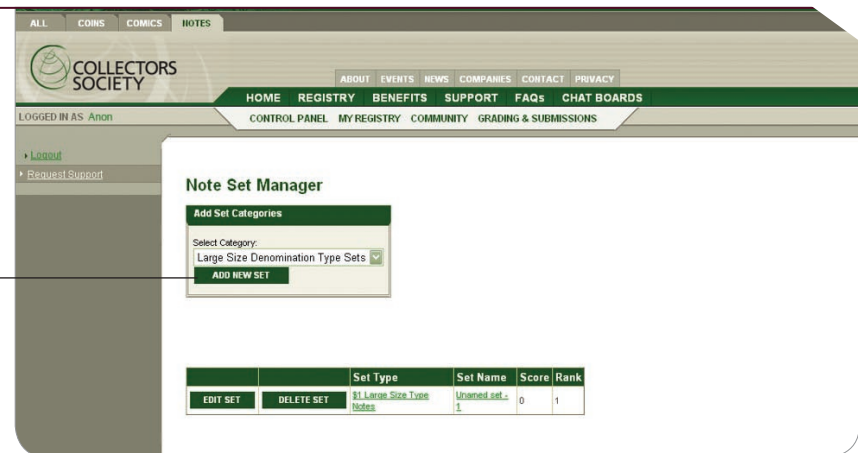 ALL COINS COMICS NOTES
COLLECTORS
SOCIETY
ABOUT EVENTS NEWS COMPANIES CONTACT PRIVACY
HOME REGISTRY BENEFITS SUPPORT FAQs CHAT BOARDS
LOGGED IN AS Anon
CONTROL PANEL MY REGISTRY COMMUNITY GRADING & SUBMISSIONS
Logout
Request Support
Note Set Manager
Add Set Categories
Select Category:
Large Size Denomination Type Sets
ADD NEW SET
Set Type Set Name Score Rank
EDIT SET DELETE SET $1 Large Size Type Unamed set - 0 1
Notes 1